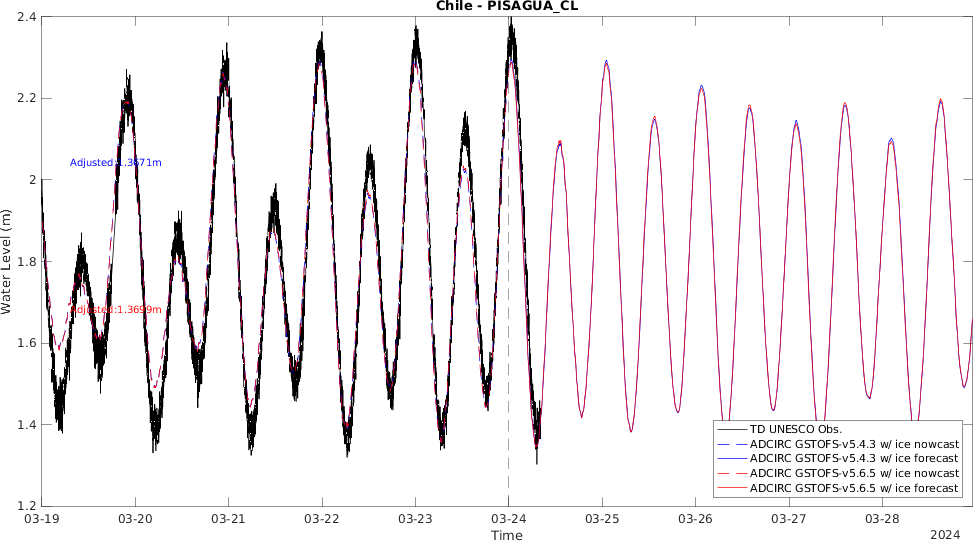 Chile - PISAGUA_CL
2.4
2.2
2
1.8
1.6
1.4
1.2
Water Level (m)
Adjusted:1.3671m
Adjusted:1.3699m
TD UNESCO Obs.
ADCIRC GSTOFS-v5.4.3 w/ ice nowcast
ADCIRC GSTOFS-v5.4.3 w/ ice forecast
ADCIRC GSTOFS-v5.6.5 w/ ice nowcast
ADCIRC GSTOFS-v5.6.5 w/ ice forecast
03-19 03-20 03-21 03-22 03-23 03-24 03-25 03-26 03-27 03-28
Time
2024